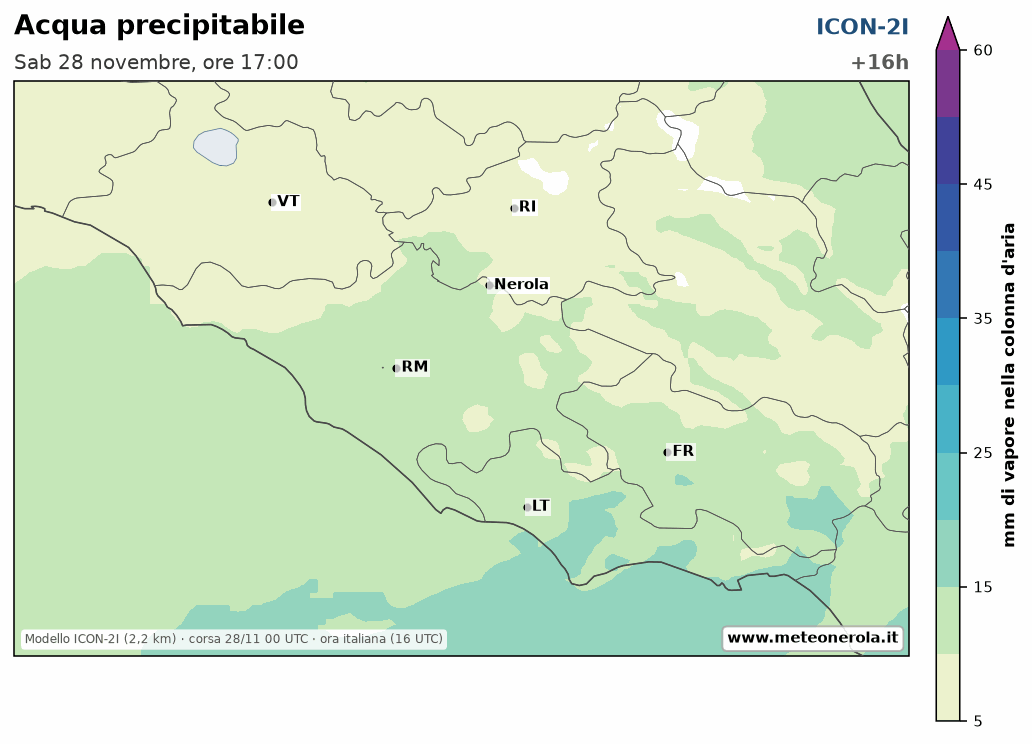 Acqua precipitabile
ICON-2I
Sab 28 novembre, ore 17:00
+16h
60
45
35
25
15
5
mm di vapore nella colonna d'aria
VT
RI
Nerola
RM
FR
LT
Modello ICON-2I (2,2 km) · corsa 28/11 00 UTC · ora italiana (16 UTC)
www.meteonerola.it